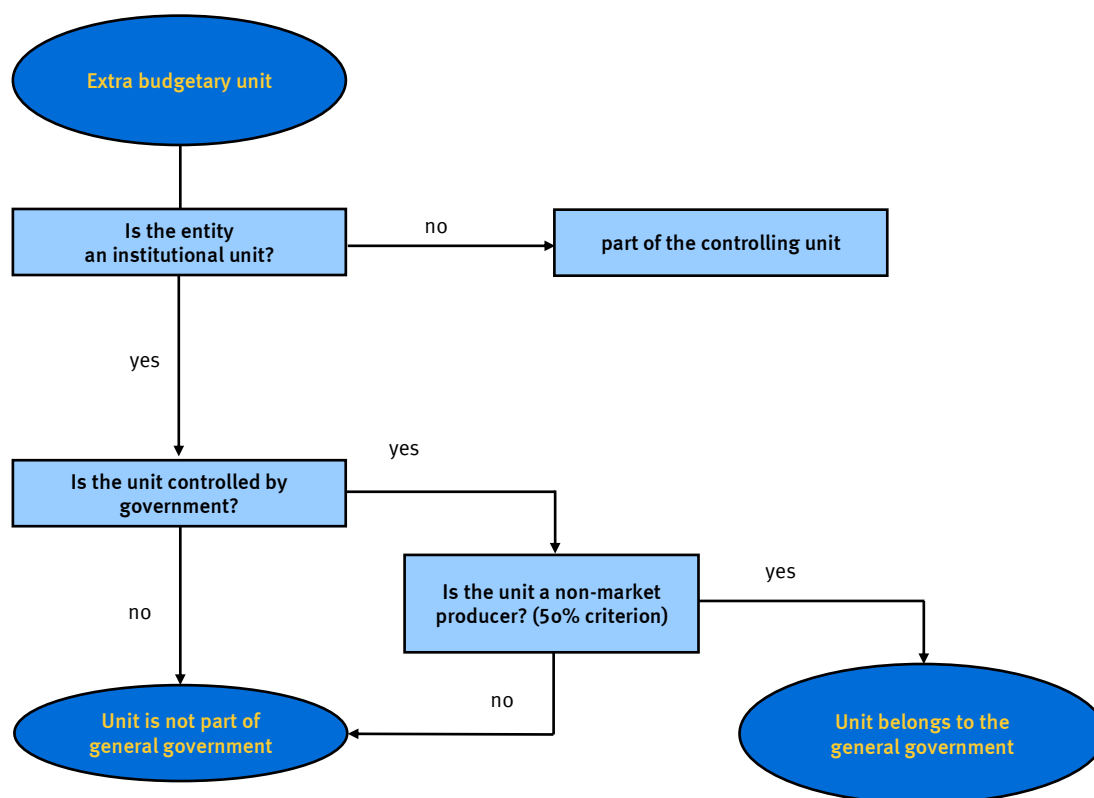 Extra budgetary unit
Is the entity
an institutional unit?
no
part of the controlling unit
yes
Is the unit controlled by
government?
yes
Is the unit a non-market
producer? (50% criterion)
yes
no
no
Unit is not part of
general government
Unit belongs to the
general government